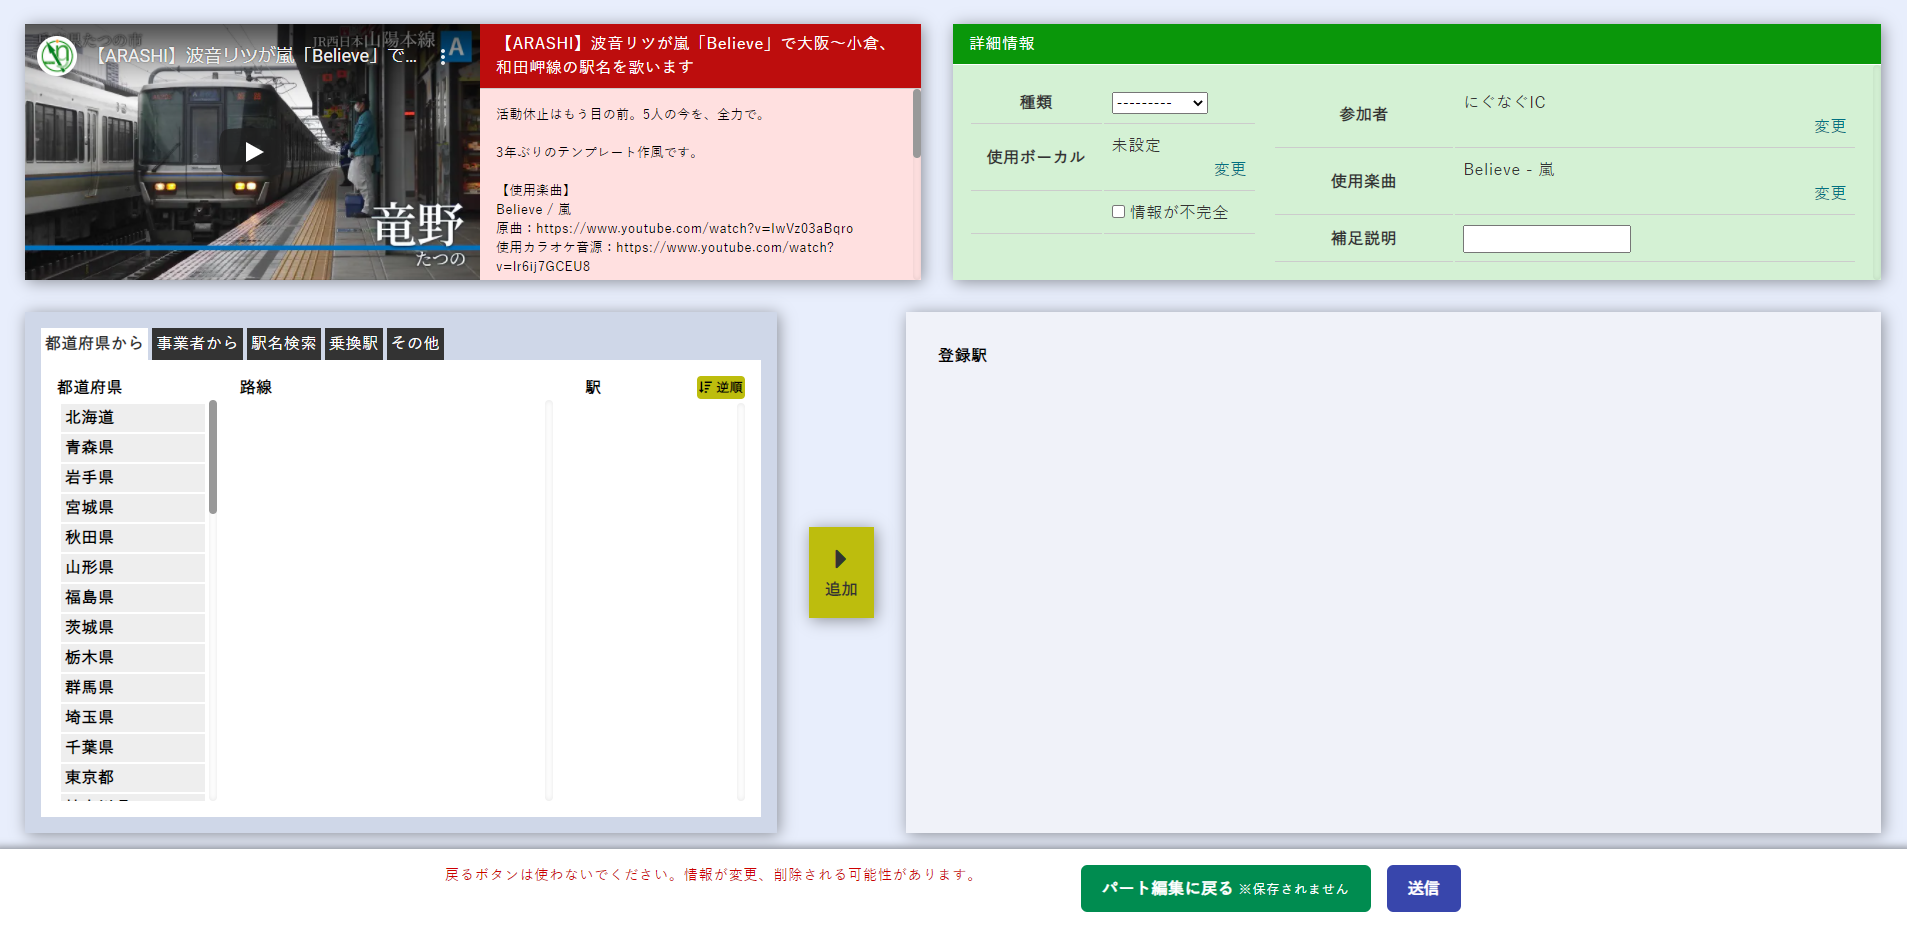 【ARASHI】波音リツが嵐「Believe」で...
JR西日本 山陽本線 A
竜野
たつの
【ARASHI】波音リツが嵐「Believe」で大阪〜小倉、
和田岬線の駅名を歌います
活動休止はもう目の前。5人の今を、全力で。
3年ぶりのテンプレート作風です。
【使用楽曲】
Believe / 嵐
原曲：https://www.youtube.com/watch?v=IwVz03aBqro
使用カラオケ音源：https://www.youtube.com/watch?
v=Ir6ij7GCEU8
詳細情報
種類 ---------
使用ボーカル 未設定
変更
情報が不完全
参加者 にぐなぐIC
変更
使用楽曲 Believe - 嵐
変更
補足説明
都道府県から 事業者から 駅名検索 乗換駅 その他
都道府県 路線 駅 逆順
北海道
青森県
岩手県
宮城県
秋田県
山形県
福島県
茨城県
栃木県
群馬県
埼玉県
千葉県
東京都
追加
登録駅
戻るボタンは使わないでください。情報が変更、削除される可能性があります。
パート編集に戻る ※保存されません
送信